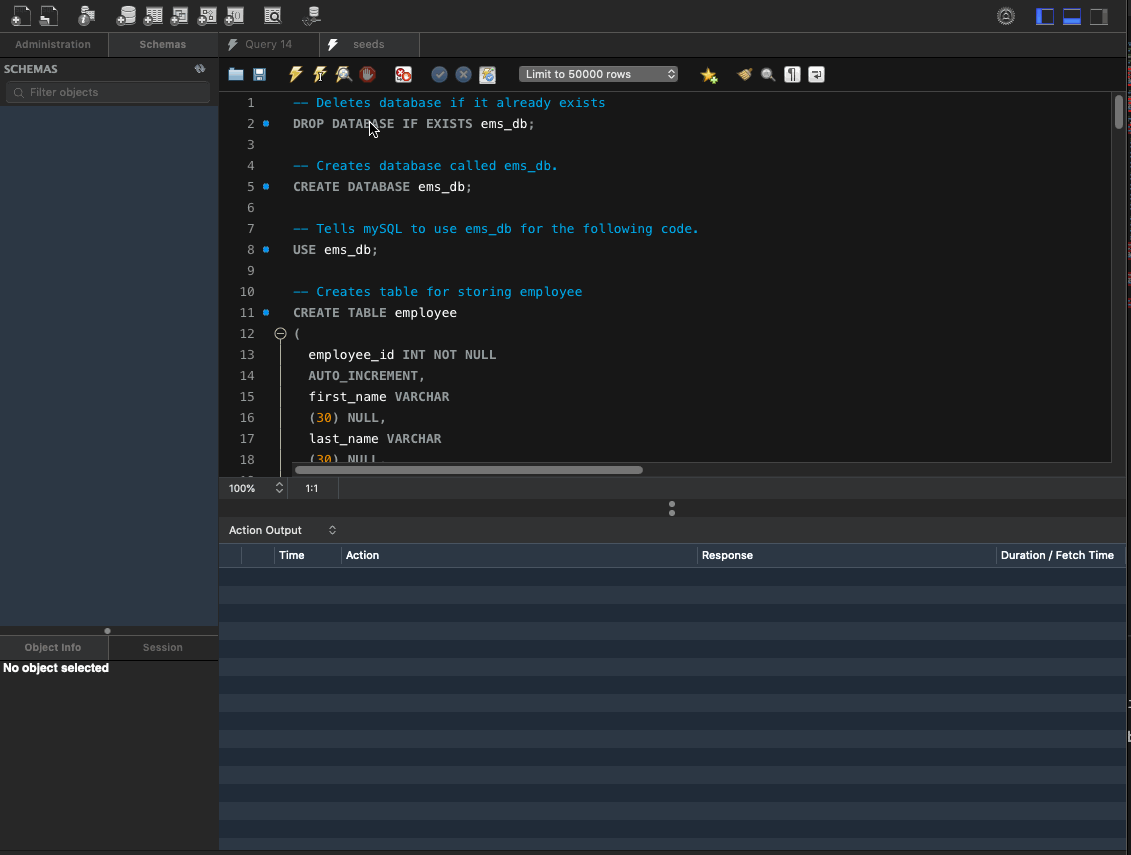 Administration
Schemas
Query 14
seeds
SCHEMAS
Filter objects
Limit to 50000 rows
1 -- Deletes database if it already exists
2 DROP DATABASE IF EXISTS ems_db;
3
4 -- Creates database called ems_db.
5 CREATE DATABASE ems_db;
6
7 -- Tells mySQL to use ems_db for the following code.
8 USE ems_db;
9
10 -- Creates table for storing employee
11 CREATE TABLE employee
12 (
13 employee_id INT NOT NULL
14 AUTO_INCREMENT,
15 first_name VARCHAR
16 (30) NULL,
17 last_name VARCHAR
18 (30) NULL
100%
1:1
Action Output
Time Action Response Duration / Fetch Time
Object Info
Session
No object selected